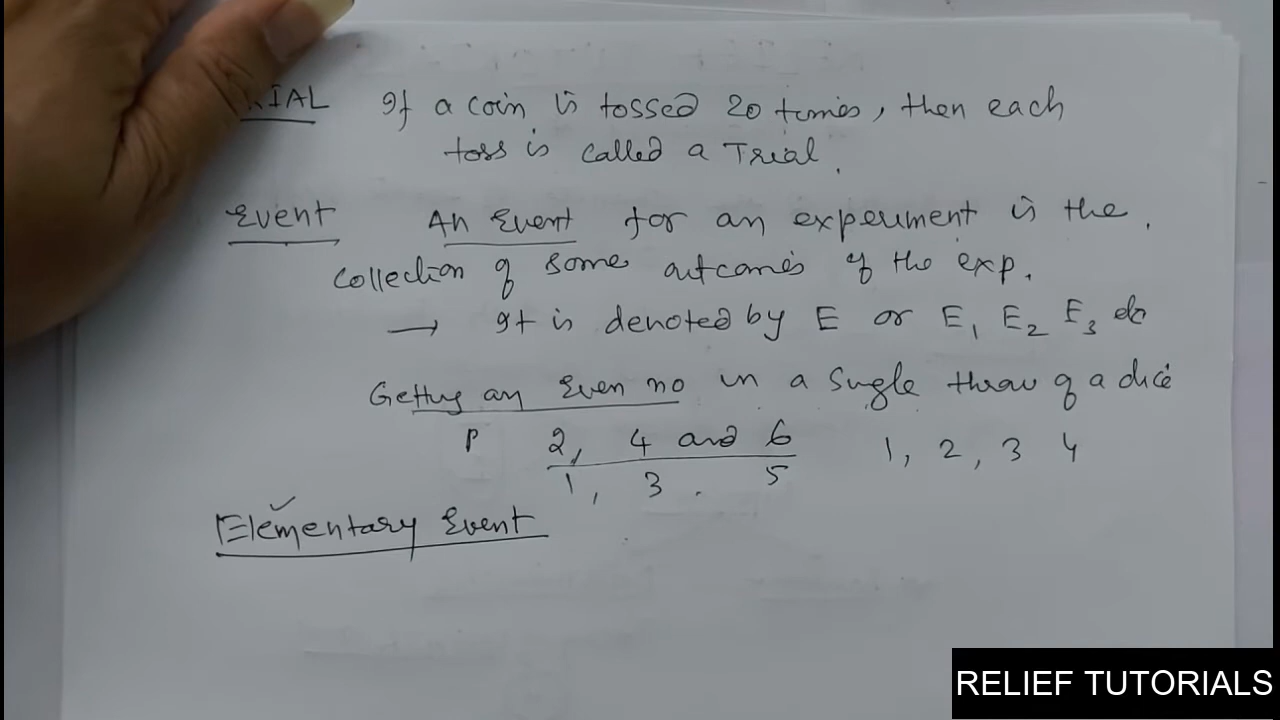 RIAL If a coin is tossed 20 times, then each
toss is called a Trial.
Event An Event for an experiment is the
collection of some outcomes of the exp.
→ It is denoted by E or E1 E2 E3 etc
Getting an Even no in a Single throw of a dice
P 2, 4 and 6 1, 2, 3 4
1, 3. 5
Elementary Event
RELIEF TUTORIALS